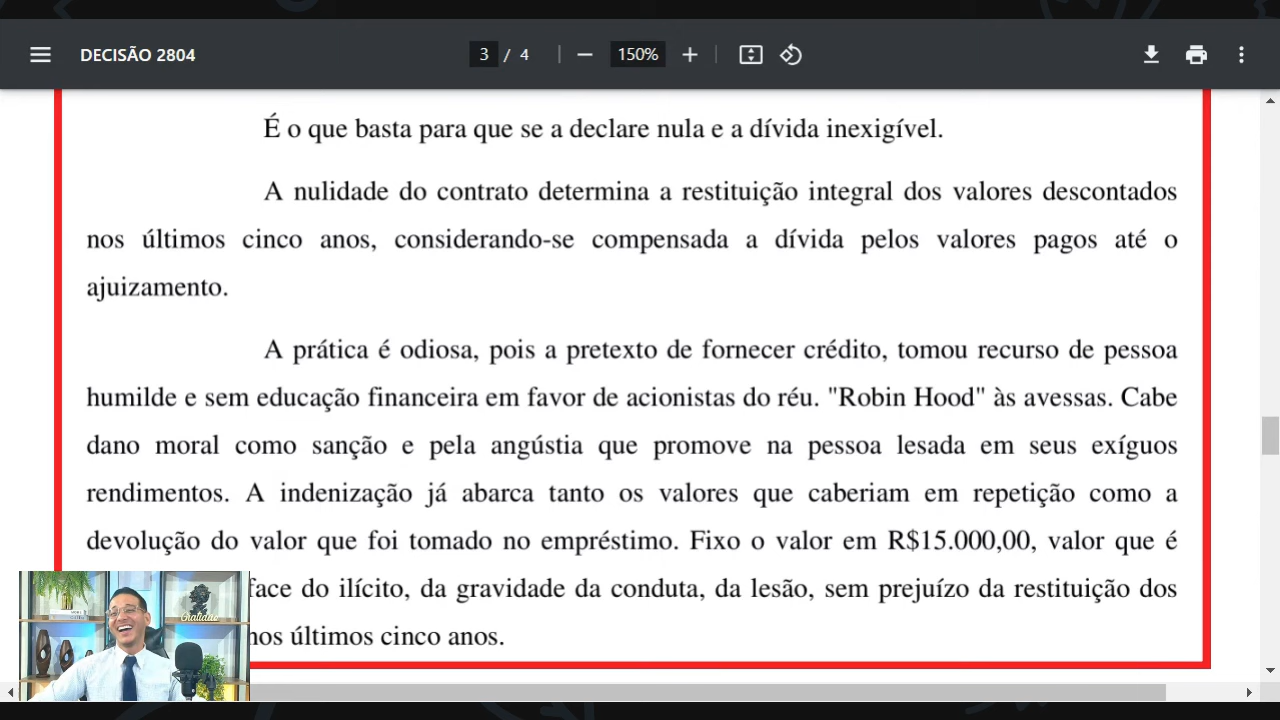 DECISÃO 2804
3 / 4
150%
É o que basta para que se a declare nula e a dívida inexigível.
A nulidade do contrato determina a restituição integral dos valores descontados
nos últimos cinco anos, considerando-se compensada a dívida pelos valores pagos até o
ajuizamento.
A prática é odiosa, pois a pretexto de fornecer crédito, tomou recurso de pessoa
humilde e sem educação financeira em favor de acionistas do réu. "Robin Hood" às avessas. Cabe
dano moral como sanção e pela angústia que promove na pessoa lesada em seus exíguos
rendimentos. A indenização já abarca tanto os valores que caberiam em repetição como a
devolução do valor que foi tomado no empréstimo. Fixo o valor em R$15.000,00, valor que é
face do ilícito, da gravidade da conduta, da lesão, sem prejuízo da restituição dos
nos últimos cinco anos.